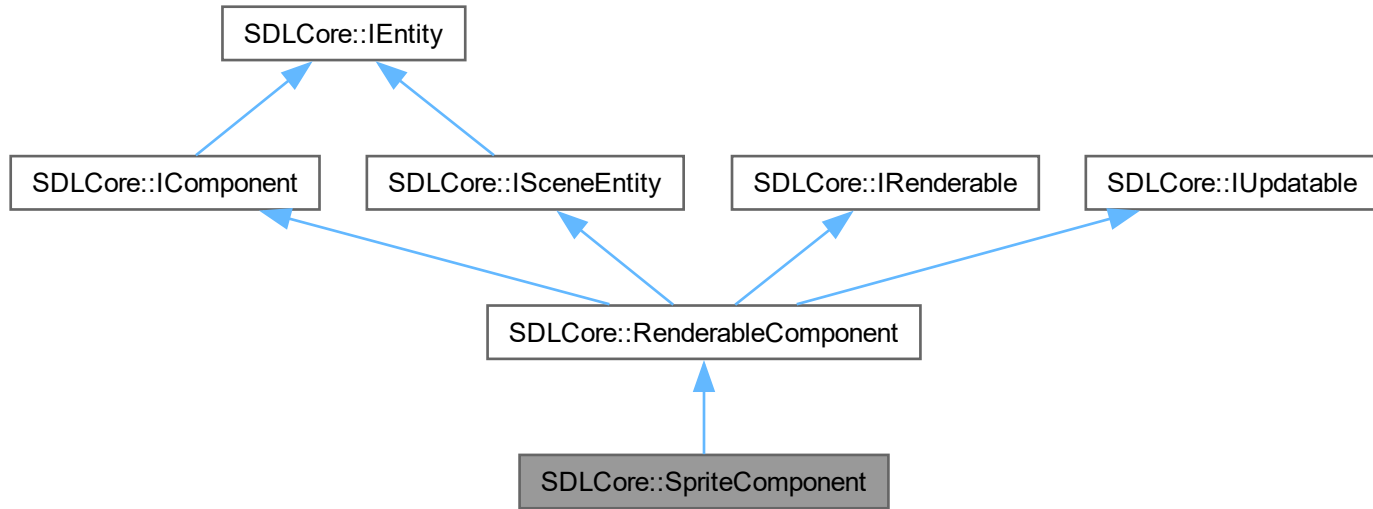 SDLCore::IEntity
SDLCore::IComponent
SDLCore::ISceneEntity
SDLCore::IRenderable
SDLCore::IUpdatable
SDLCore::RenderableComponent
SDLCore::SpriteComponent